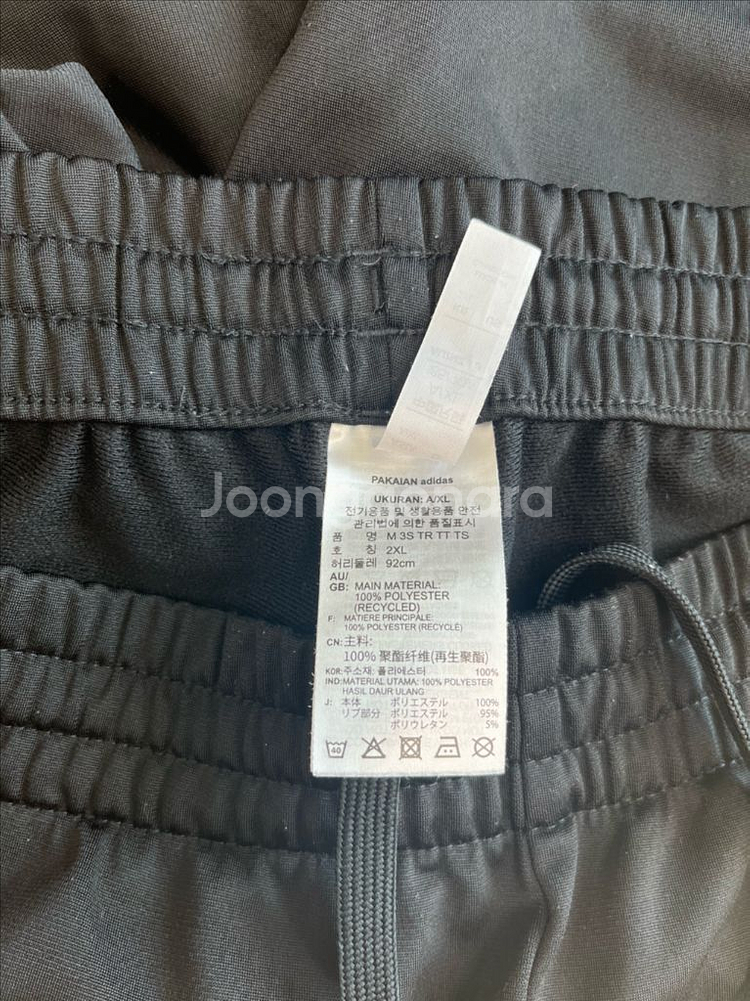 PAKAIAN adidas
UKURAN: A/XL
전기용품 및 생활용품 안전
관리법에 의한 품질표시
품 명 M 3S TR TT TS
호 칭 2XL
허리둘레 92cm
AU/
GB: MAIN MATERIAL:
100% POLYESTER
(RECYCLED)
F: MATIERE PRINCIPALE:
100% POLYESTER (RECYCLÉ)
CN: 主料:
100% 聚酯纤维(再生聚酯)
KOR: 주소재: 폴리에스터 100%
IND: MATERIAL UTAMA: 100% POLYESTER
HASIL DAUR ULANG
J: 本体 ポリエステル 100%
リブ部分 ポリエステル 95%
ポリウレタン 5%
40